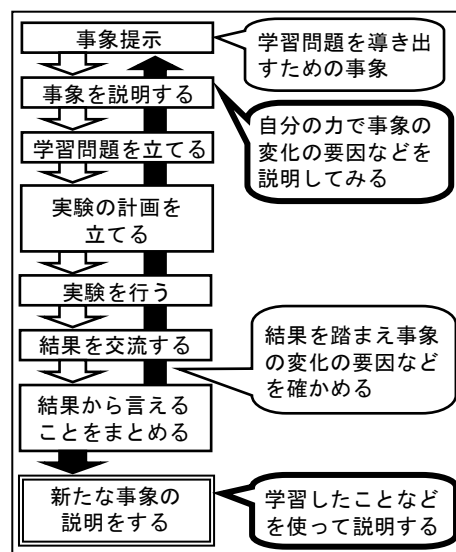 事象提示
学習問題を導き出
すための事象
事象を説明する
自分の力で事象の
変化の要因などを
説明してみる
学習問題を立てる
実験の計画を
立てる
実験を行う
結果を交流する
結果を踏まえ事象
の変化の要因など
を確かめる
結果から言える
ことをまとめる
新たな事象の
説明をする
学習したことなど
を使って説明する